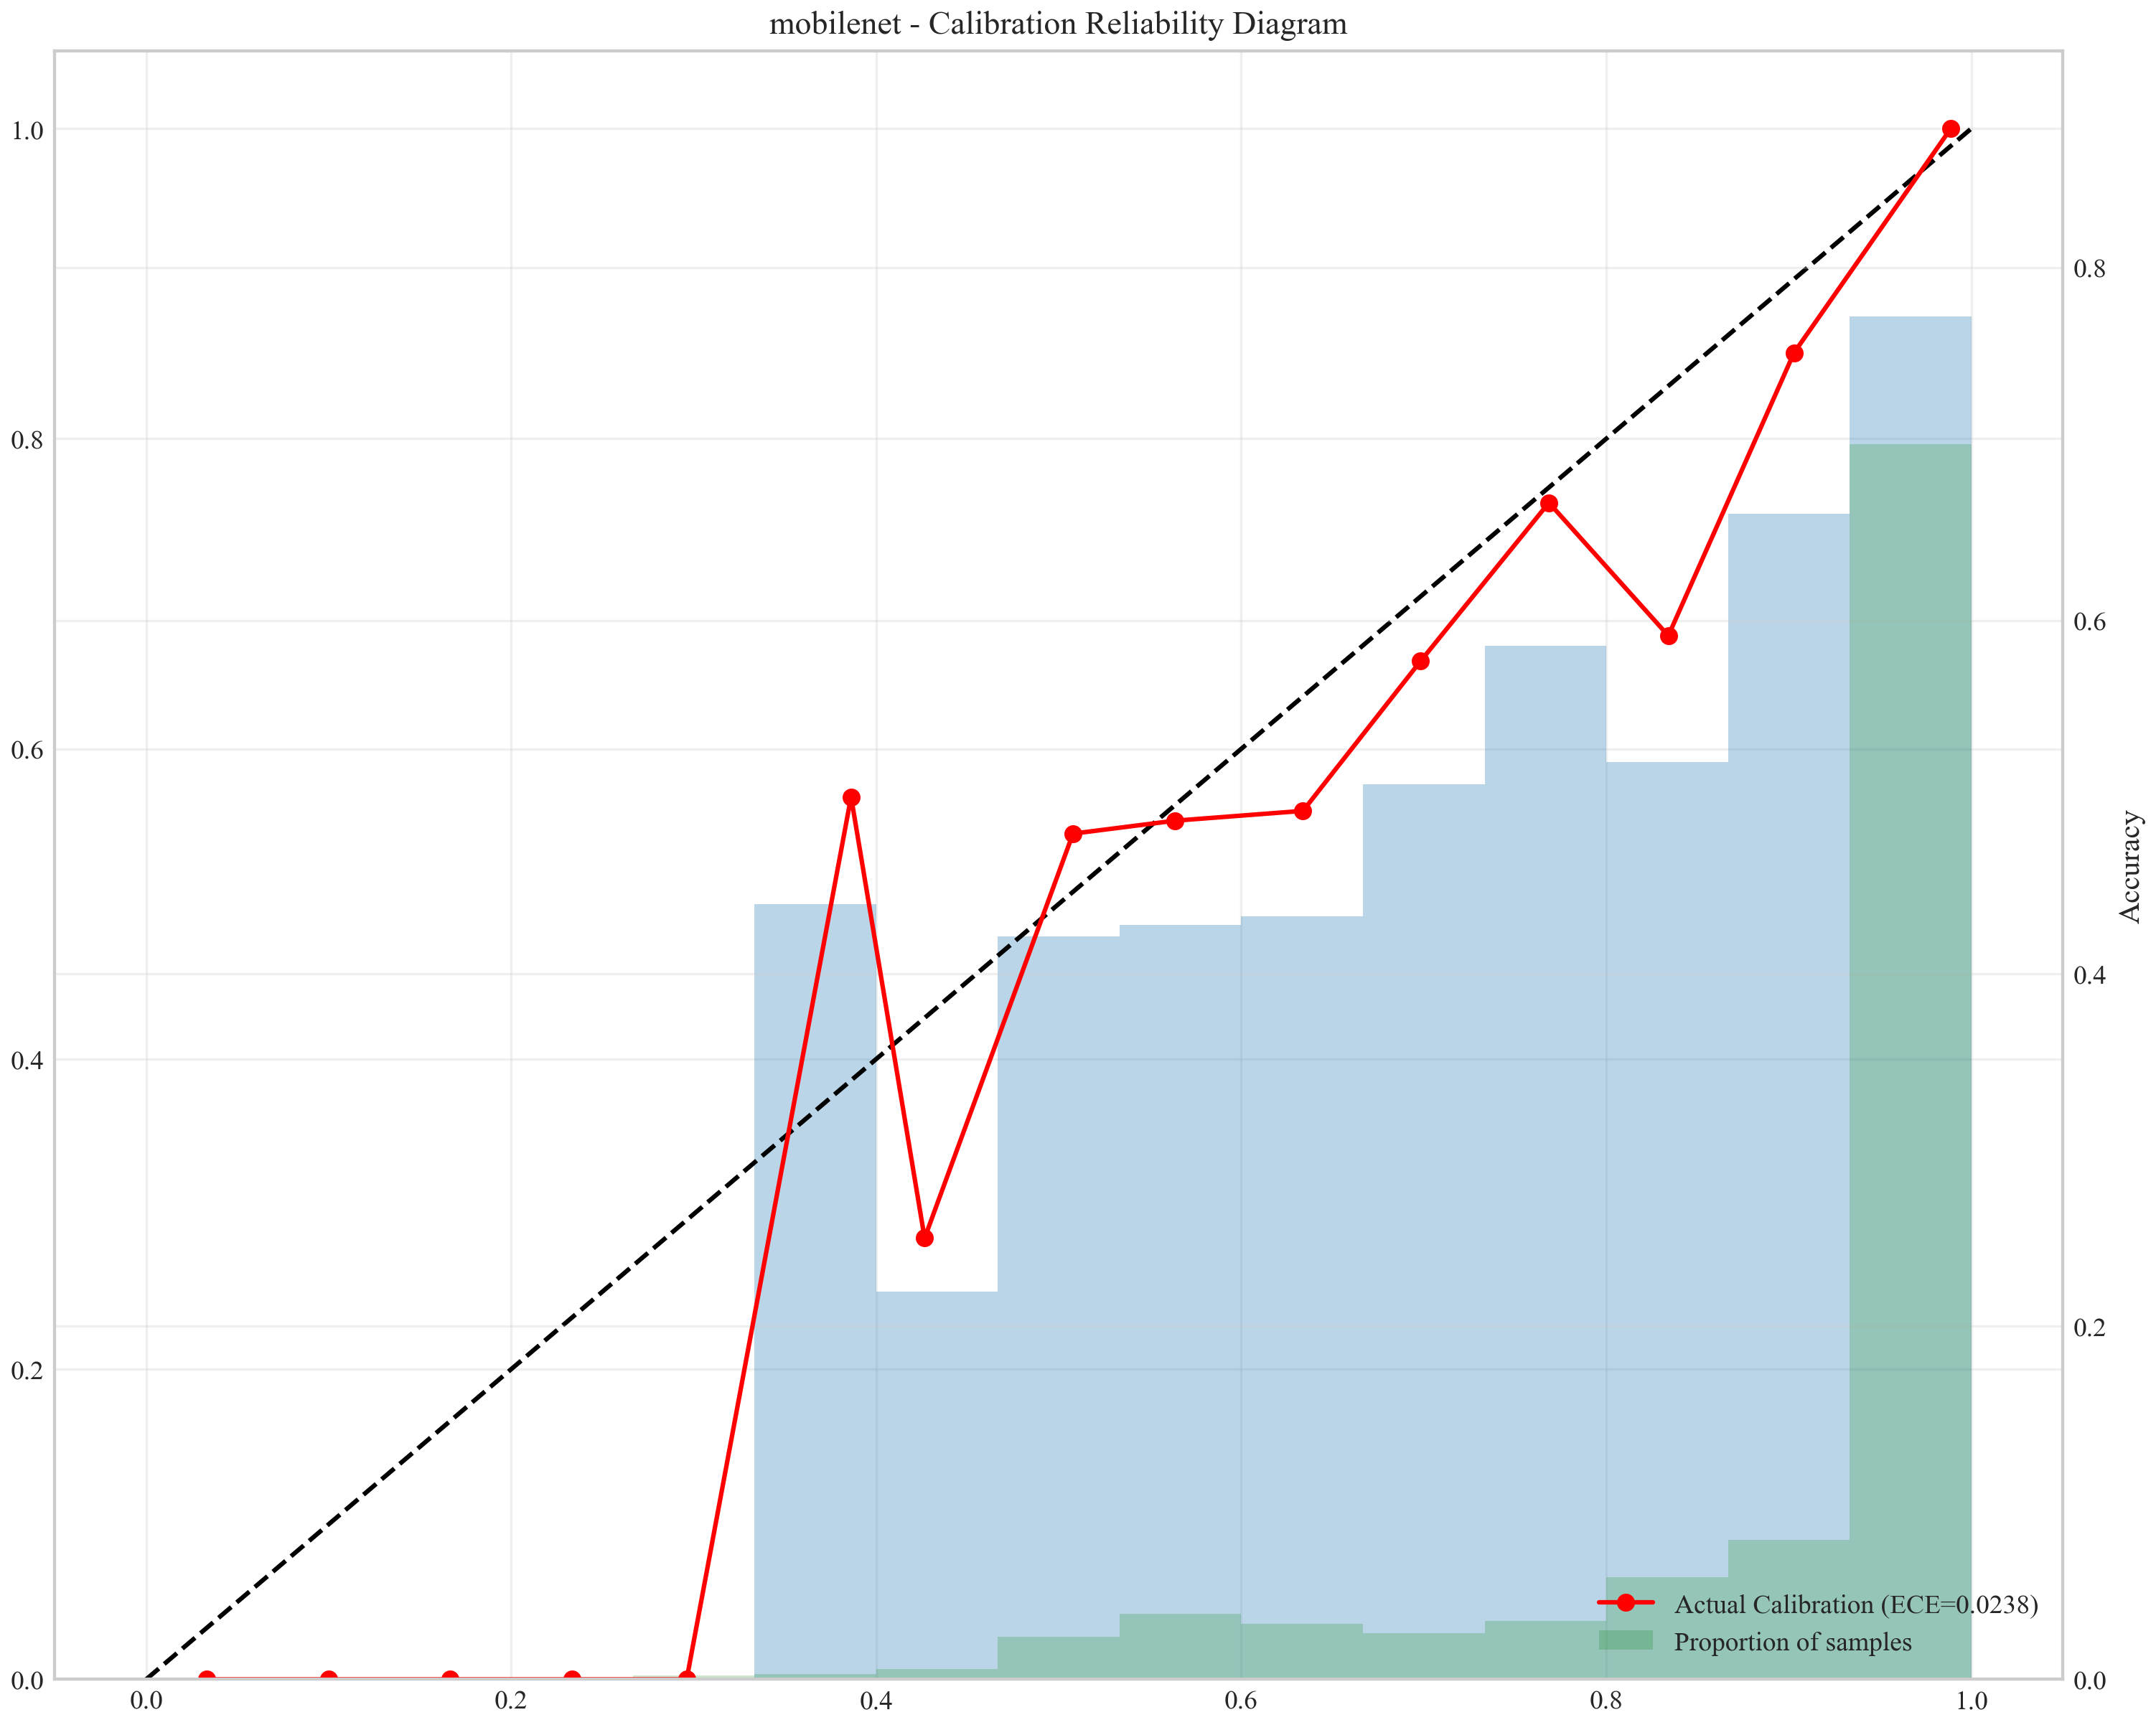 mobilenet - Calibration Reliability Diagram
1.0
0.8
0.6
0.4
0.2
0.0
0.8
0.6
0.4
0.2
0.0
Accuracy
Actual Calibration (ECE=0.0238)
Proportion of samples
0.0 0.2 0.4 0.6 0.8 1.0